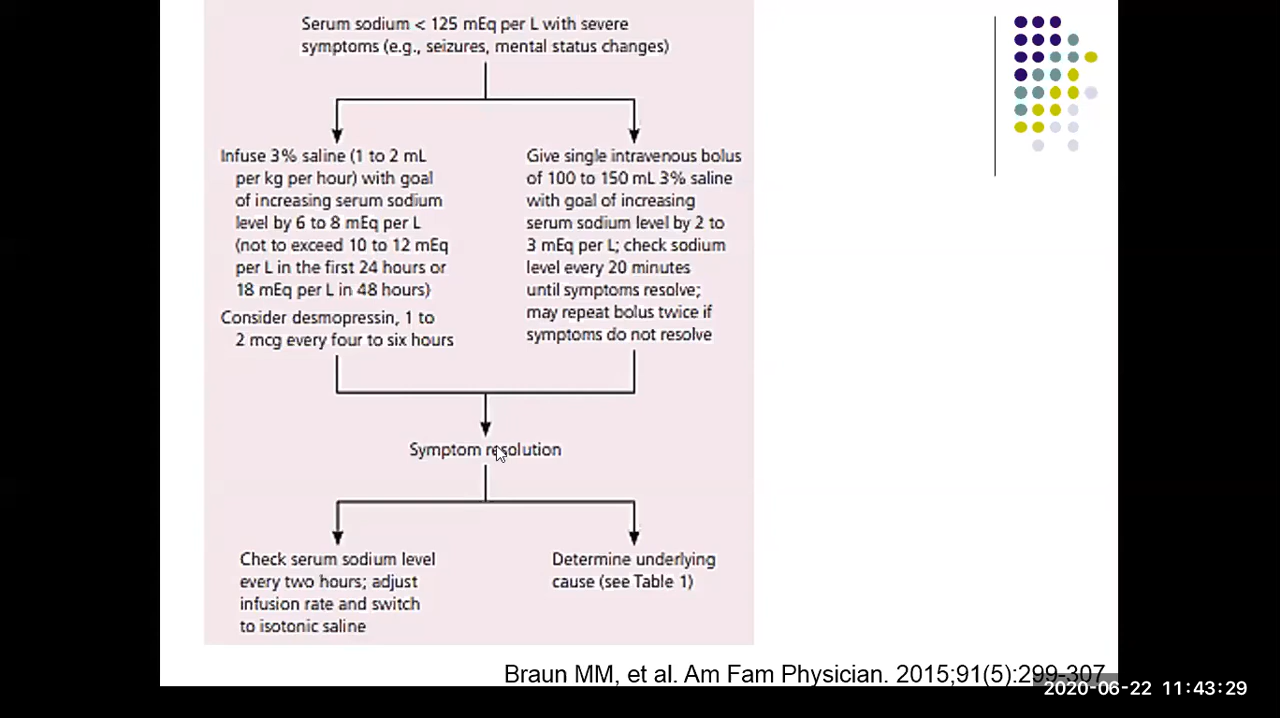 Serum sodium < 125 mEq per L with severe
symptoms (e.g., seizures, mental status changes)
Infuse 3% saline (1 to 2 mL
per kg per hour) with goal
of increasing serum sodium
level by 6 to 8 mEq per L
(not to exceed 10 to 12 mEq
per L in the first 24 hours or
18 mEq per L in 48 hours)
Consider desmopressin, 1 to
2 mcg every four to six hours
Give single intravenous bolus
of 100 to 150 mL 3% saline
with goal of increasing
serum sodium level by 2 to
3 mEq per L; check sodium
level every 20 minutes
until symptoms resolve;
may repeat bolus twice if
symptoms do not resolve
Symptom resolution
Check serum sodium level
every two hours; adjust
infusion rate and switch
to isotonic saline
Determine underlying
cause (see Table 1)
Braun MM, et al. Am Fam Physician. 2015;91(5):299-307
2020-06-22 11:43:29